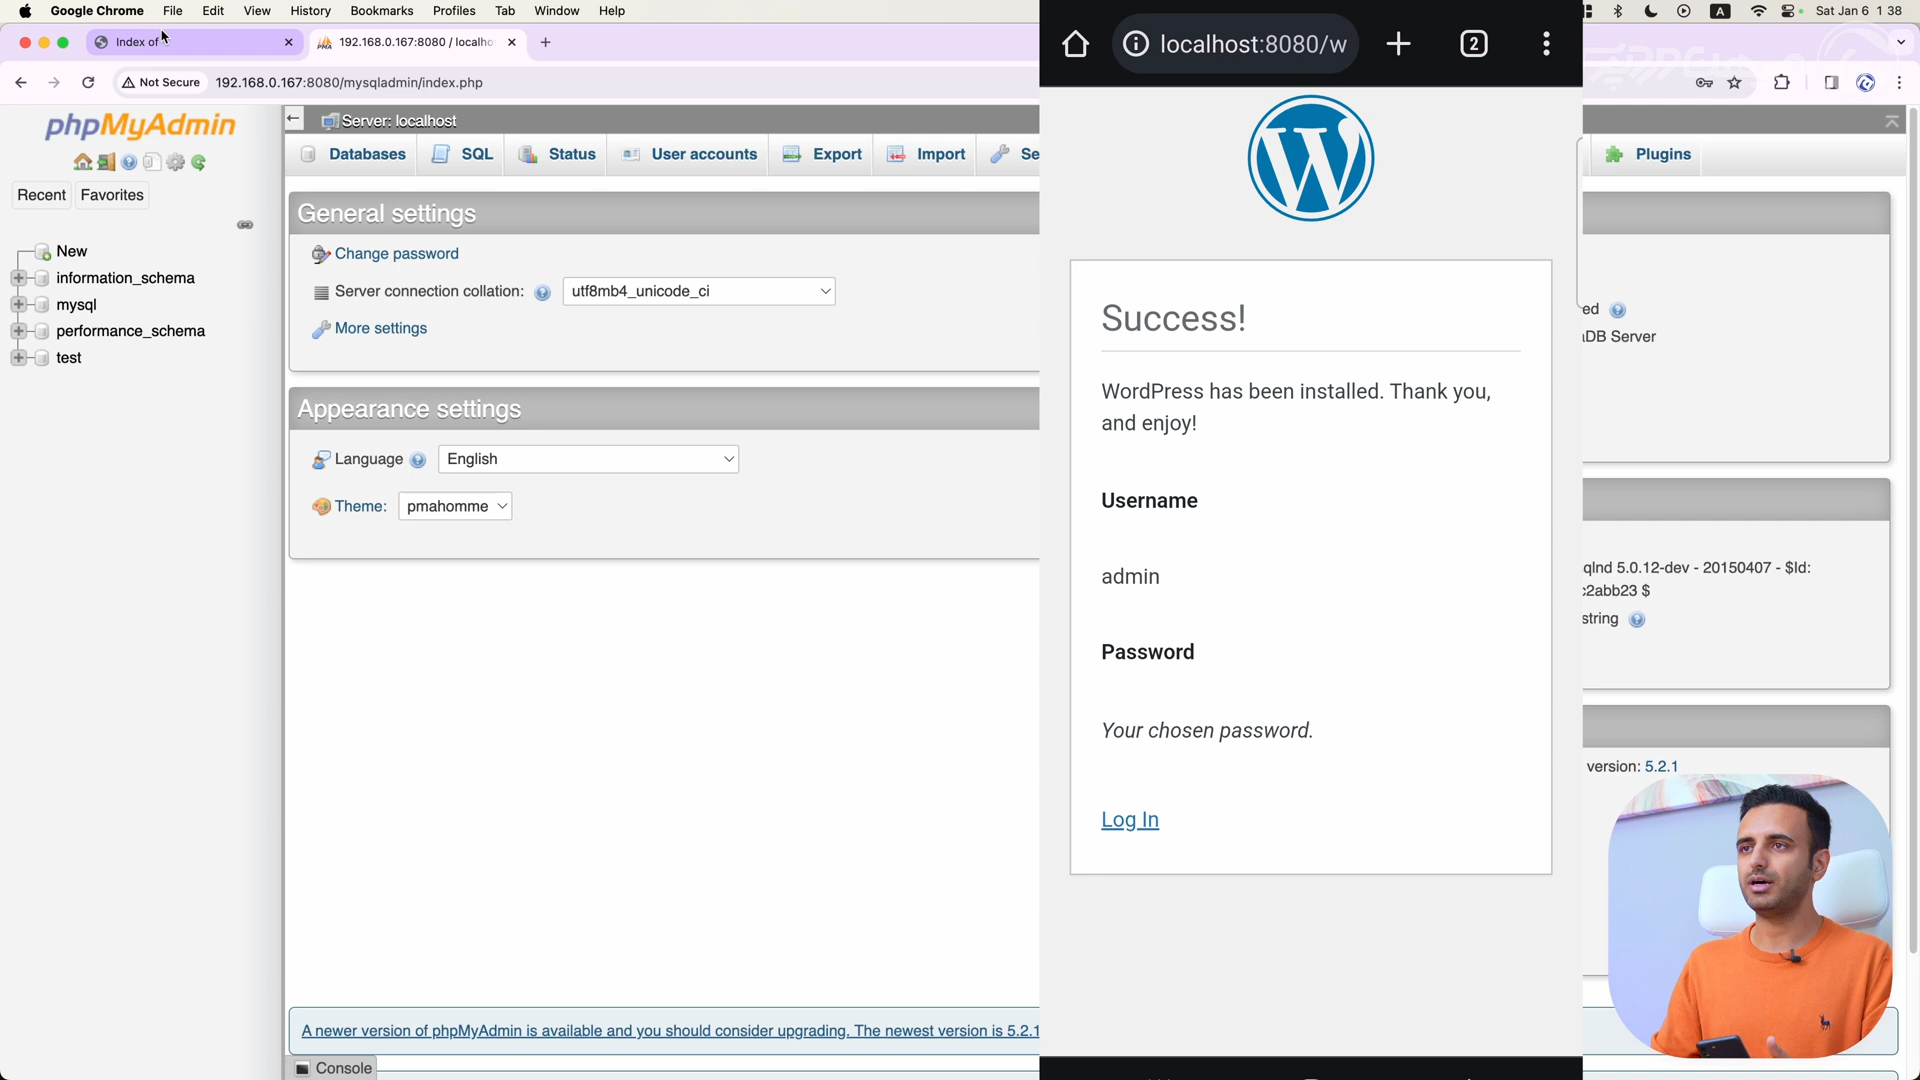 Google Chrome File Edit View History Bookmarks Profiles Tab Window Help
A Sat Jan 6 1 38
Index of
192.168.0.167:8080 / localho
Not Secure 192.168.0.167:8080/mysqladmin/index.php
phpMyAdmin
Recent Favorites
New
information_schema
mysql
performance_schema
test
Server: localhost
Databases SQL Status User accounts Export Import Se
Plugins
General settings
Change password
Server connection collation: utf8mb4_unicode_ci
More settings
Appearance settings
Language English
Theme: pmahomme
A newer version of phpMyAdmin is available and you should consider upgrading. The newest version is 5.2.1
Console
localhost:8080/w
2
W
Success!
WordPress has been installed. Thank you,
and enjoy!
Username
admin
Password
Your chosen password.
Log In
ed
DB Server
qlnd 5.0.12-dev - 20150407 - $Id:
c2abb23 $
string
version: 5.2.1